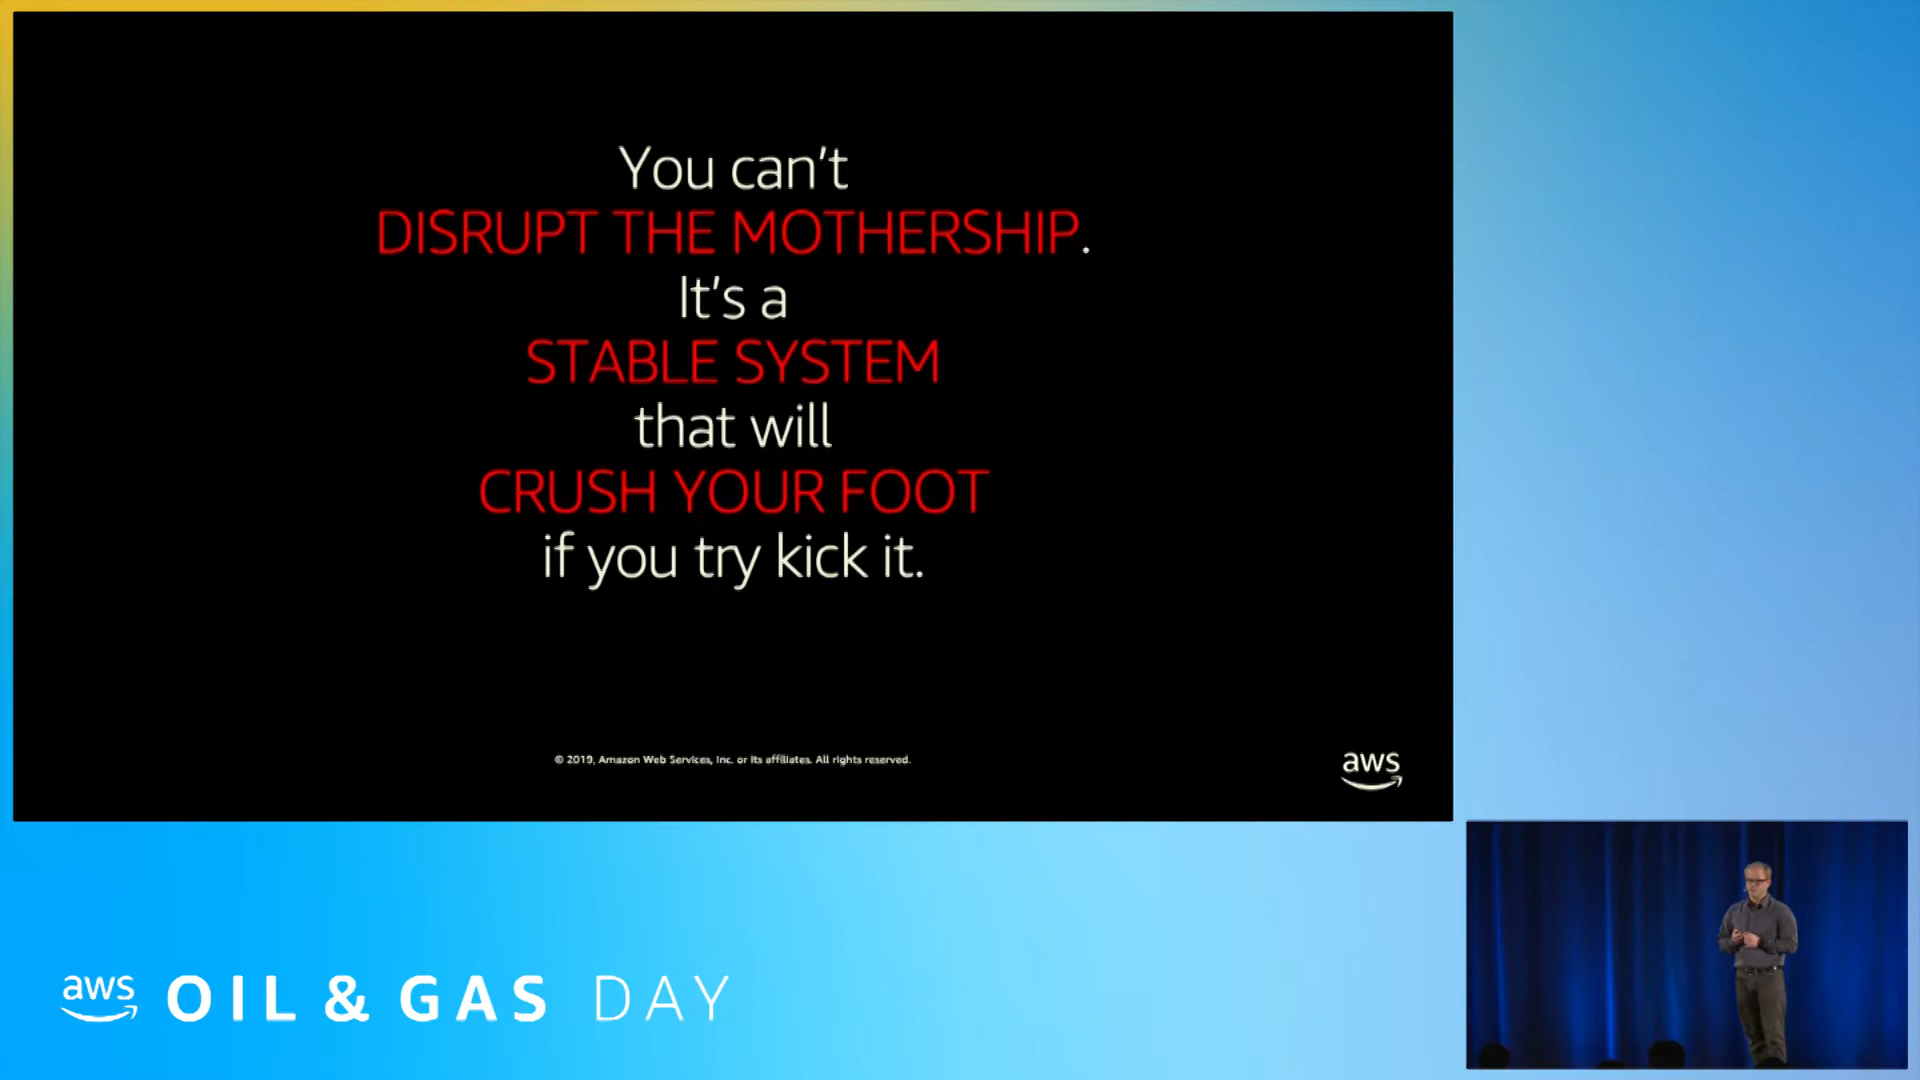 You can't
DISRUPT THE MOTHERSHIP.
It's a
STABLE SYSTEM
that will
CRUSH YOUR FOOT
if you try kick it.
© 2019, Amazon Web Services, Inc. or its affiliates. All rights reserved.
aws
aws OIL & GAS DAY